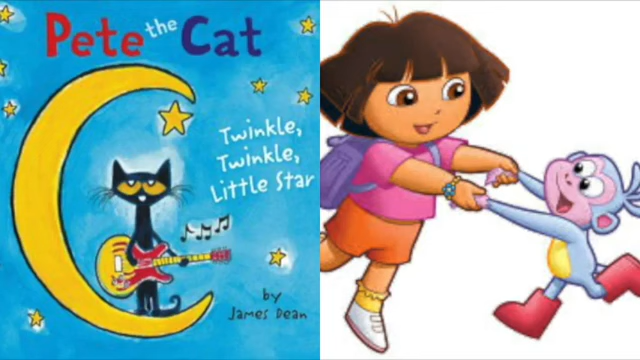 Pete the Cat
Twinkle,
Twinkle,
Little Star
by
James Dean